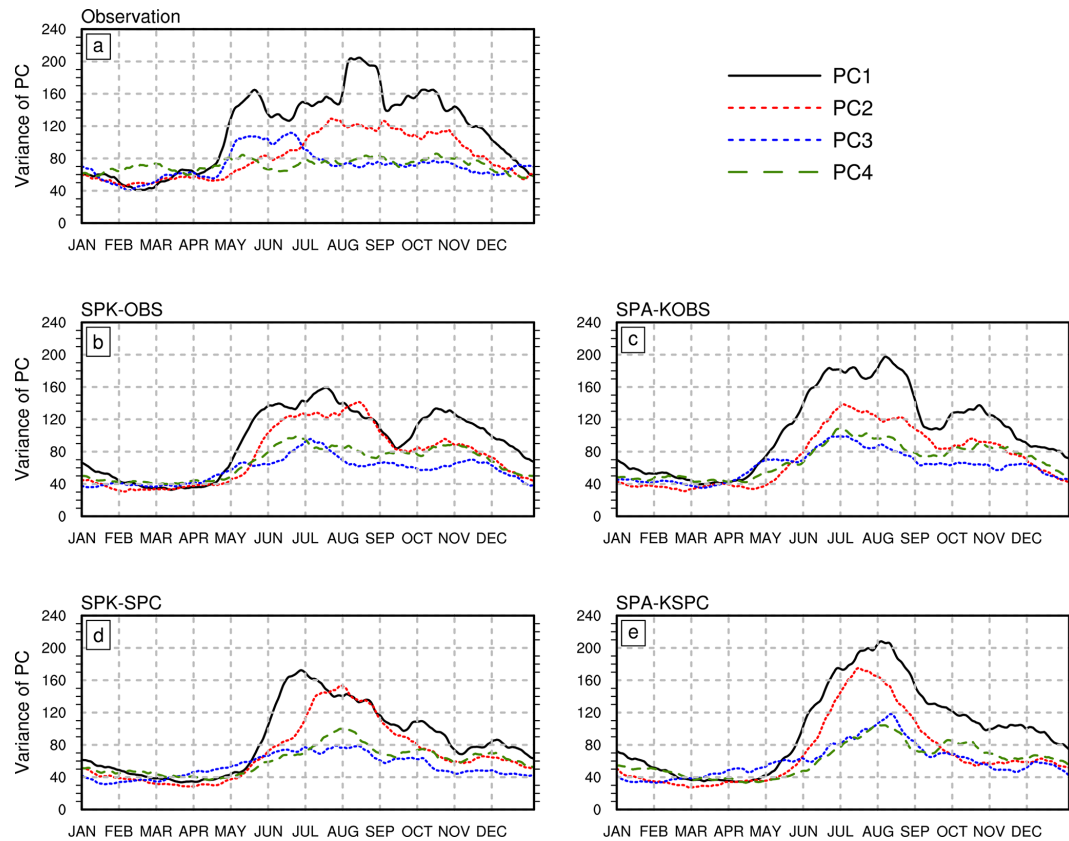 Observation
a
Variance of PC
240
200
160
120
80
40
0
JAN FEB MAR APR MAY JUN JUL AUG SEP OCT NOV DEC
PC1
PC2
PC3
PC4
SPK-OBS
b
Variance of PC
240
200
160
120
80
40
0
JAN FEB MAR APR MAY JUN JUL AUG SEP OCT NOV DEC
SPA-KOBS
c
240
200
160
120
80
40
0
JAN FEB MAR APR MAY JUN JUL AUG SEP OCT NOV DEC
SPK-SPC
d
Variance of PC
240
200
160
120
80
40
0
JAN FEB MAR APR MAY JUN JUL AUG SEP OCT NOV DEC
SPA-KSPC
e
240
200
160
120
80
40
0
JAN FEB MAR APR MAY JUN JUL AUG SEP OCT NOV DEC